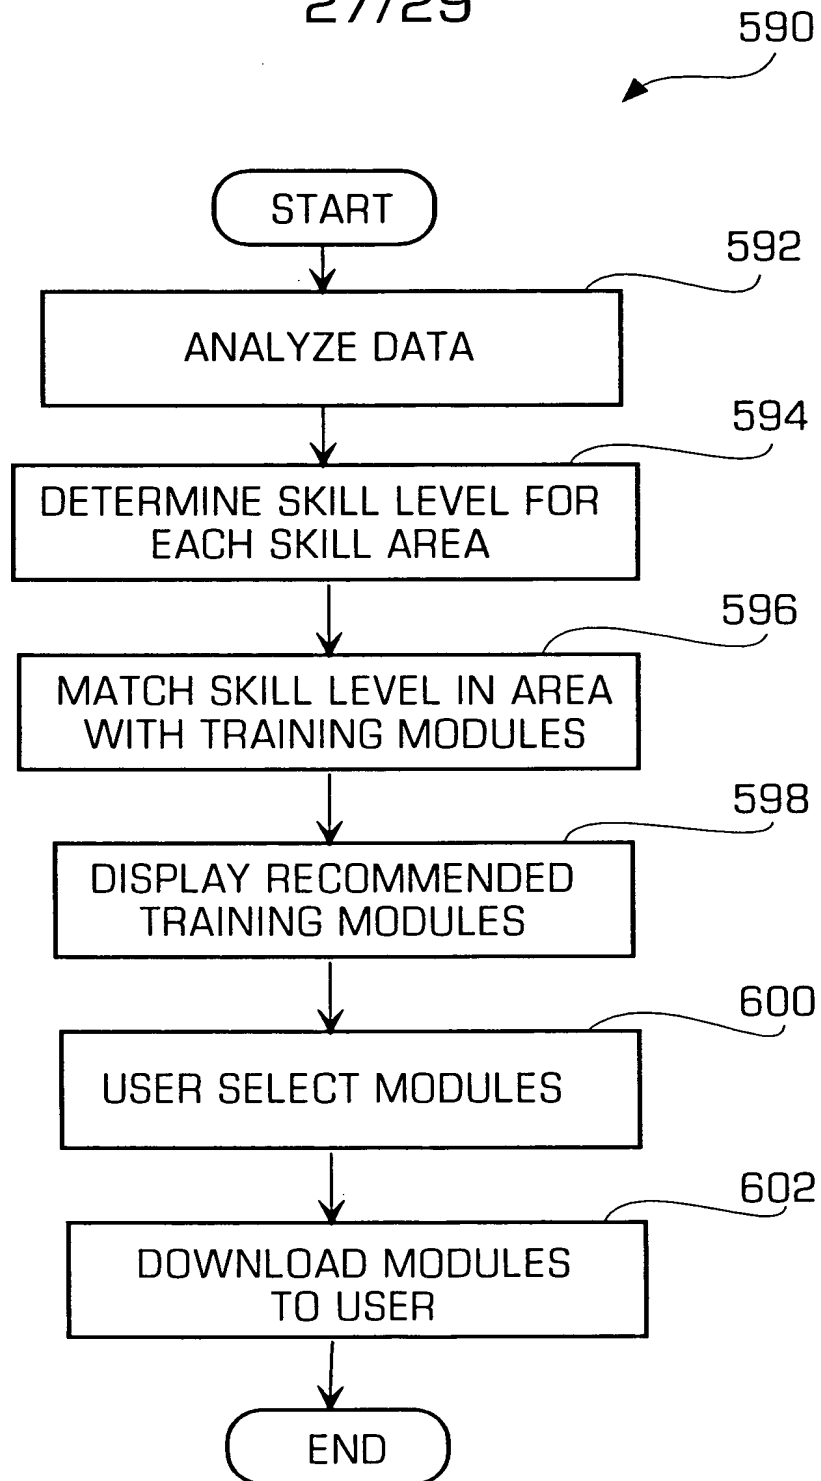 27/29
590
START
592
ANALYZE DATA
594
DETERMINE SKILL LEVEL FOR
EACH SKILL AREA
596
MATCH SKILL LEVEL IN AREA
WITH TRAINING MODULES
598
DISPLAY RECOMMENDED
TRAINING MODULES
600
USER SELECT MODULES
602
DOWNLOAD MODULES
TO USER
END